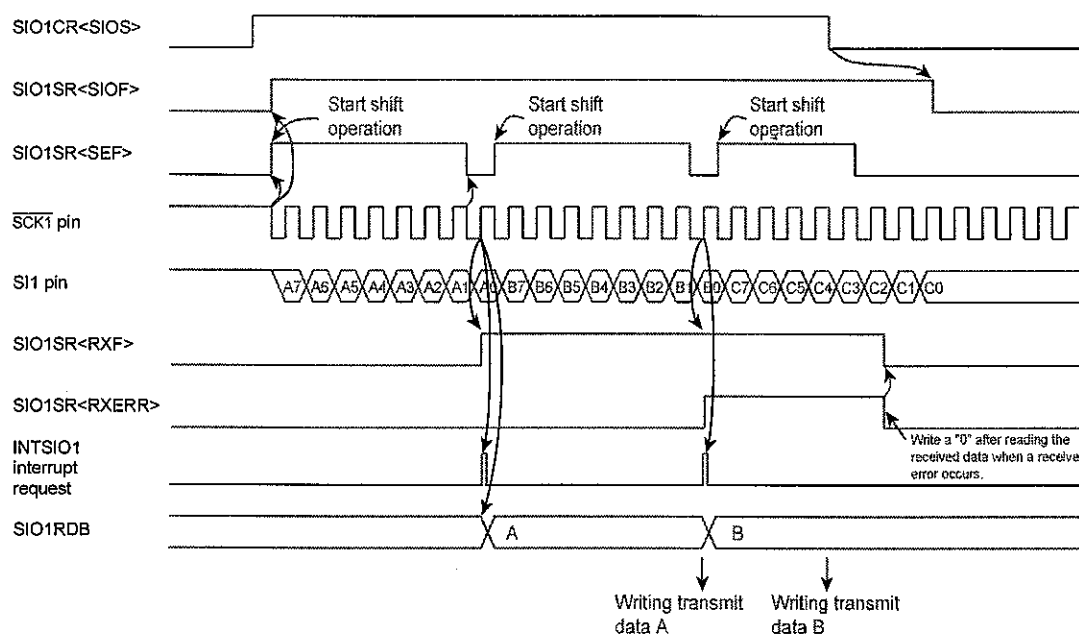 SIO1CR<SIOS>
SIO1SR<SIOF>
Start shift
operation
Start shift
operation
Start shift
operation
SIO1SR<SEF>
SCK1 pin
SI1 pin
A7 A6 A5 A4 A3 A2 A1 A0 B7 B6 B5 B4 B3 B2 B1 B0 C7 C6 C5 C4 C3 C2 C1 C0
SIO1SR<RXF>
SIO1SR<RXERR>
Write a "0" after reading the
received data when a receive
error occurs.
INTSIO1
interrupt
request
SIO1RDB
A
B
Writing transmit
data A
Writing transmit
data B